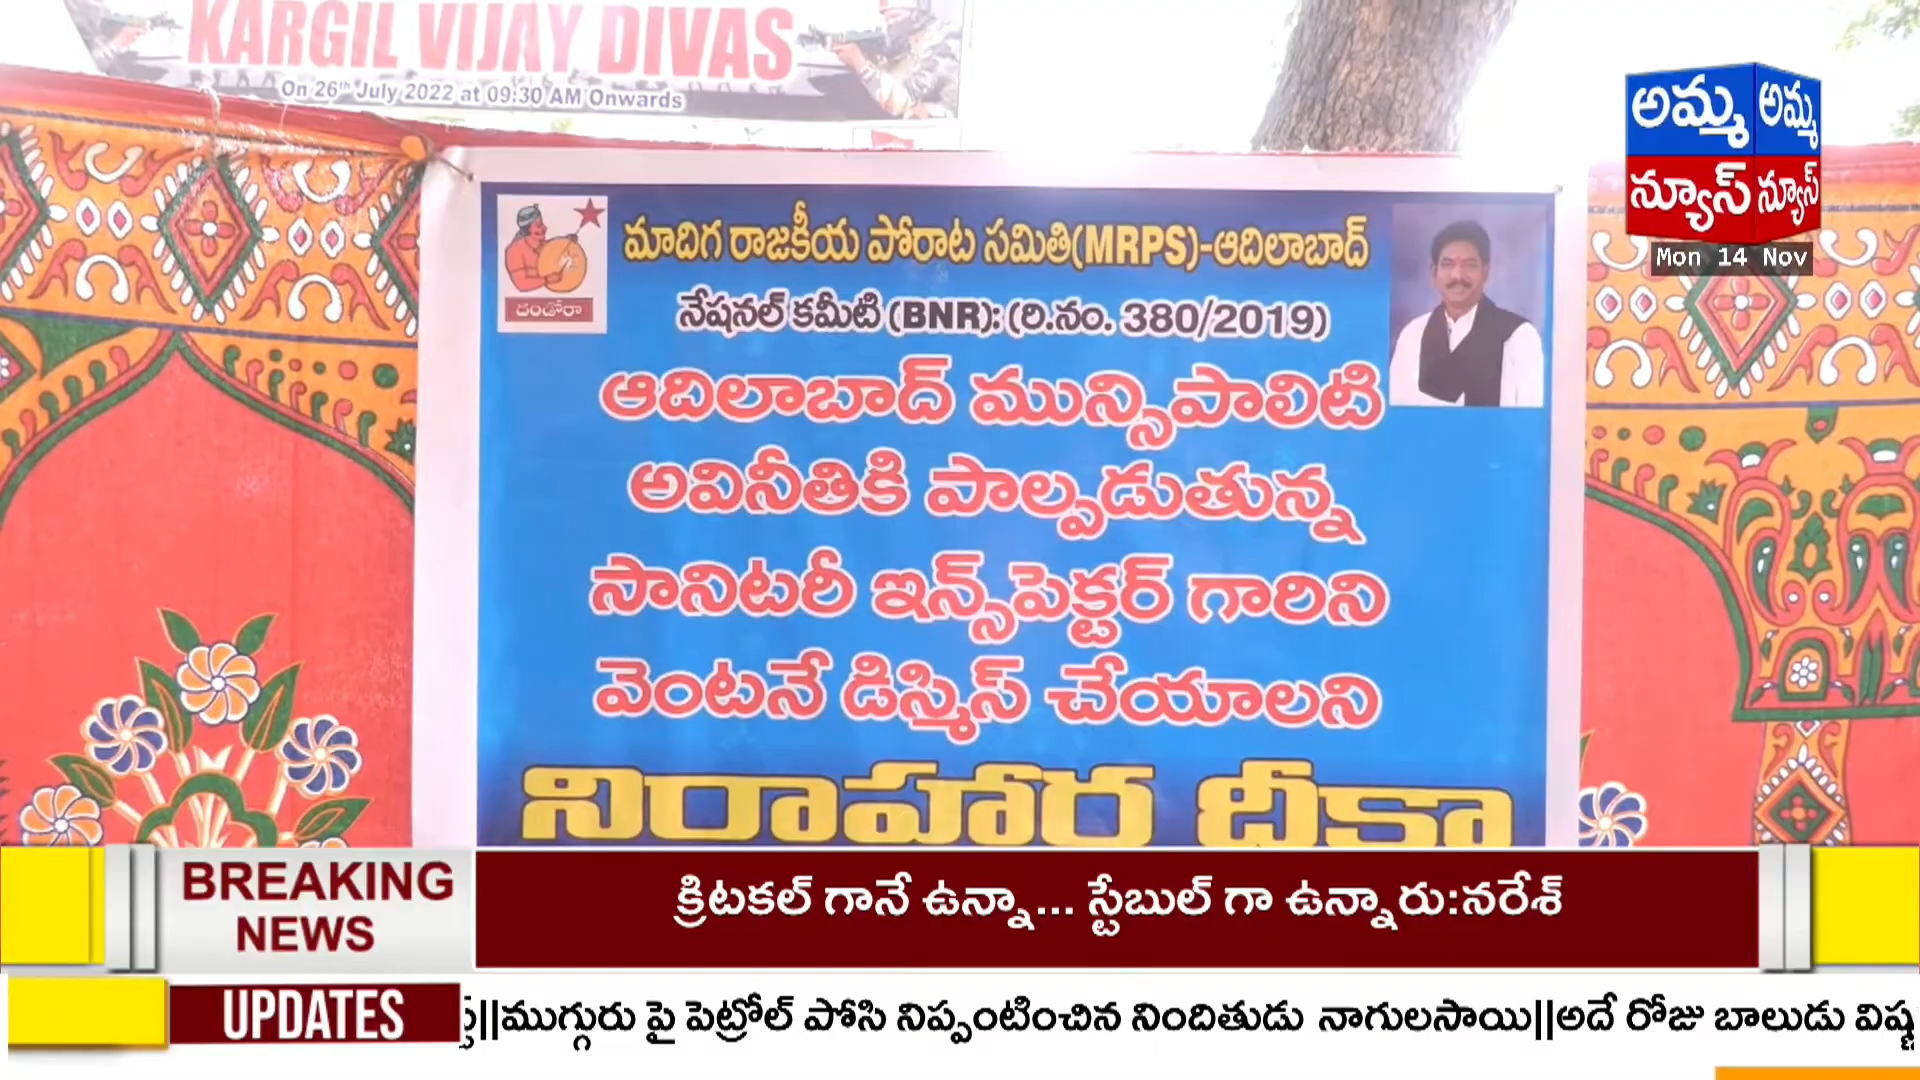 KARGIL VIJAY DIVAS
On 26th July 2022 at 09:30 AM Onwards
అమ్మ అమ్మ
న్యూస్ న్యూస్
Mon 14 Nov
దండోరా
మాదిగ రాజకీయ పోరాట సమితి(MRPS)-ఆదిలాబాద్
నేషనల్ కమీటి (BNR): (రి.నం. 380/2019)
ఆదిలాబాద్ మున్సిపాలిటి
అవినీతికి పాల్పడుతున్న
సానిటరీ ఇన్స్‌పెక్టర్ గారిని
వెంటనే డిస్మిస్ చేయాలని
నిరాహార దీక్షా
BREAKING
NEWS
క్రిటకల్ గానే ఉన్నా... స్టేబుల్ గా ఉన్నారు:నరేశ్
UPDATES
||ముగ్గురు పై పెట్రోల్ పోసి నిప్పంటించిన నిందితుడు నాగులసాయి||అదే రోజు బాలుడు విష్ణ